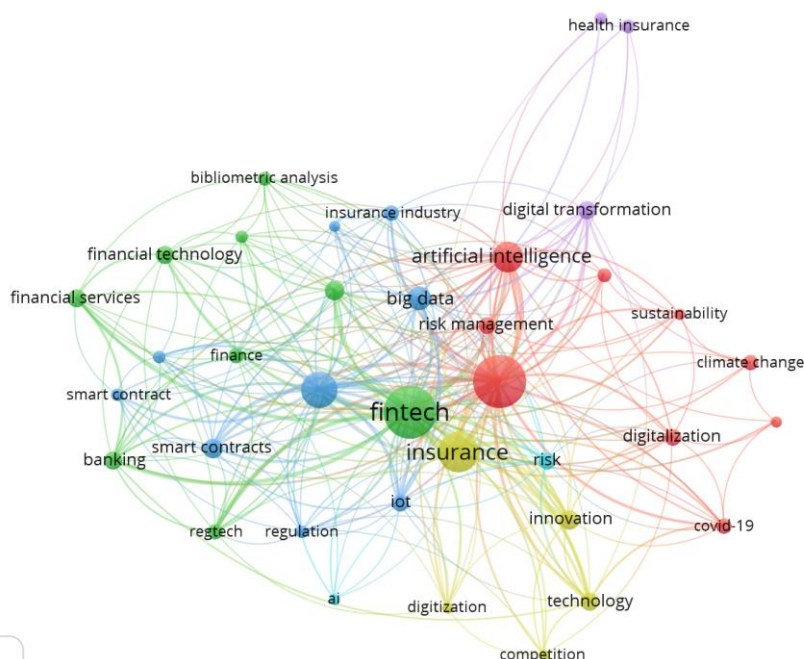 health insurance
bibliometric analysis
insurance industry
digital transformation
financial technology
artificial intelligence
financial services
big data
sustainability
risk management
finance
climate change
smart contract
fintech
digitalization
smart contracts
insurance
banking
risk
iot
innovation
covid-19
regtech
regulation
ai
digitization
technology
competition